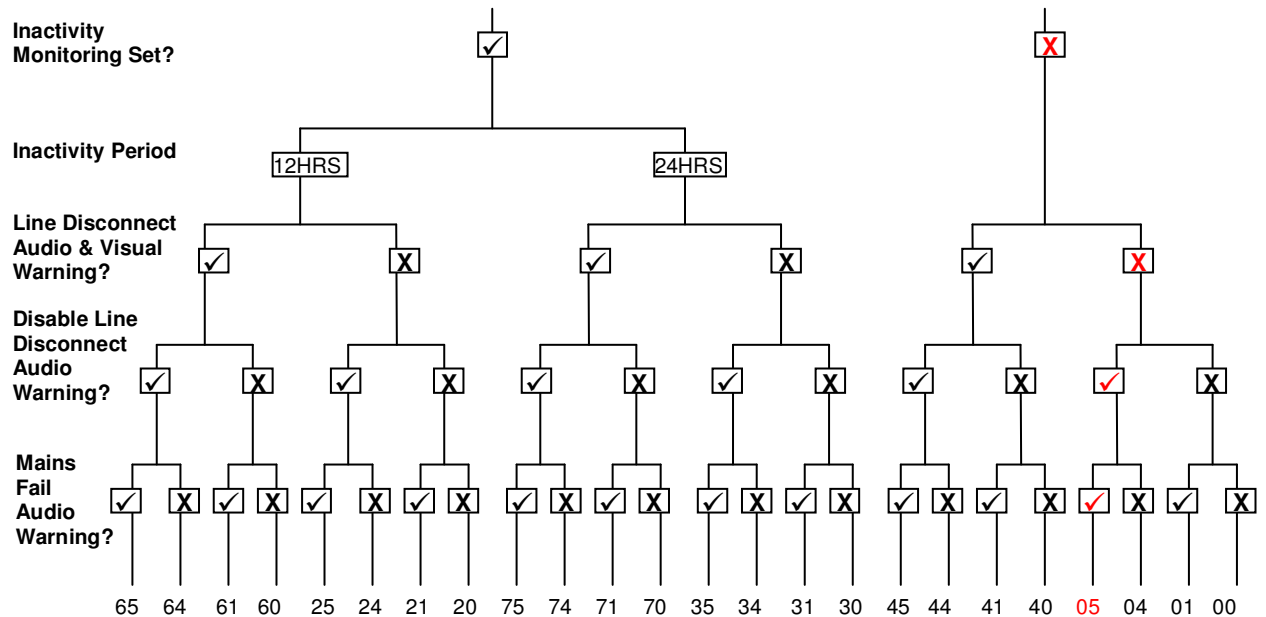 Inactivity
Monitoring Set?
✓ X
Inactivity Period
12HRS 24HRS
Line Disconnect
Audio & Visual
Warning?
✓ X ✓ X ✓ X
Disable Line
Disconnect
Audio
Warning?
✓ X ✓ X ✓ X ✓ X ✓ X ✓ X
Mains
Fail
Audio
Warning?
✓ X ✓ X ✓ X ✓ X ✓ X ✓ X ✓ X ✓ X ✓ X ✓ X ✓ X ✓ X
65 64 61 60 25 24 21 20 75 74 71 70 35 34 31 30 45 44 41 40 05 04 01 00